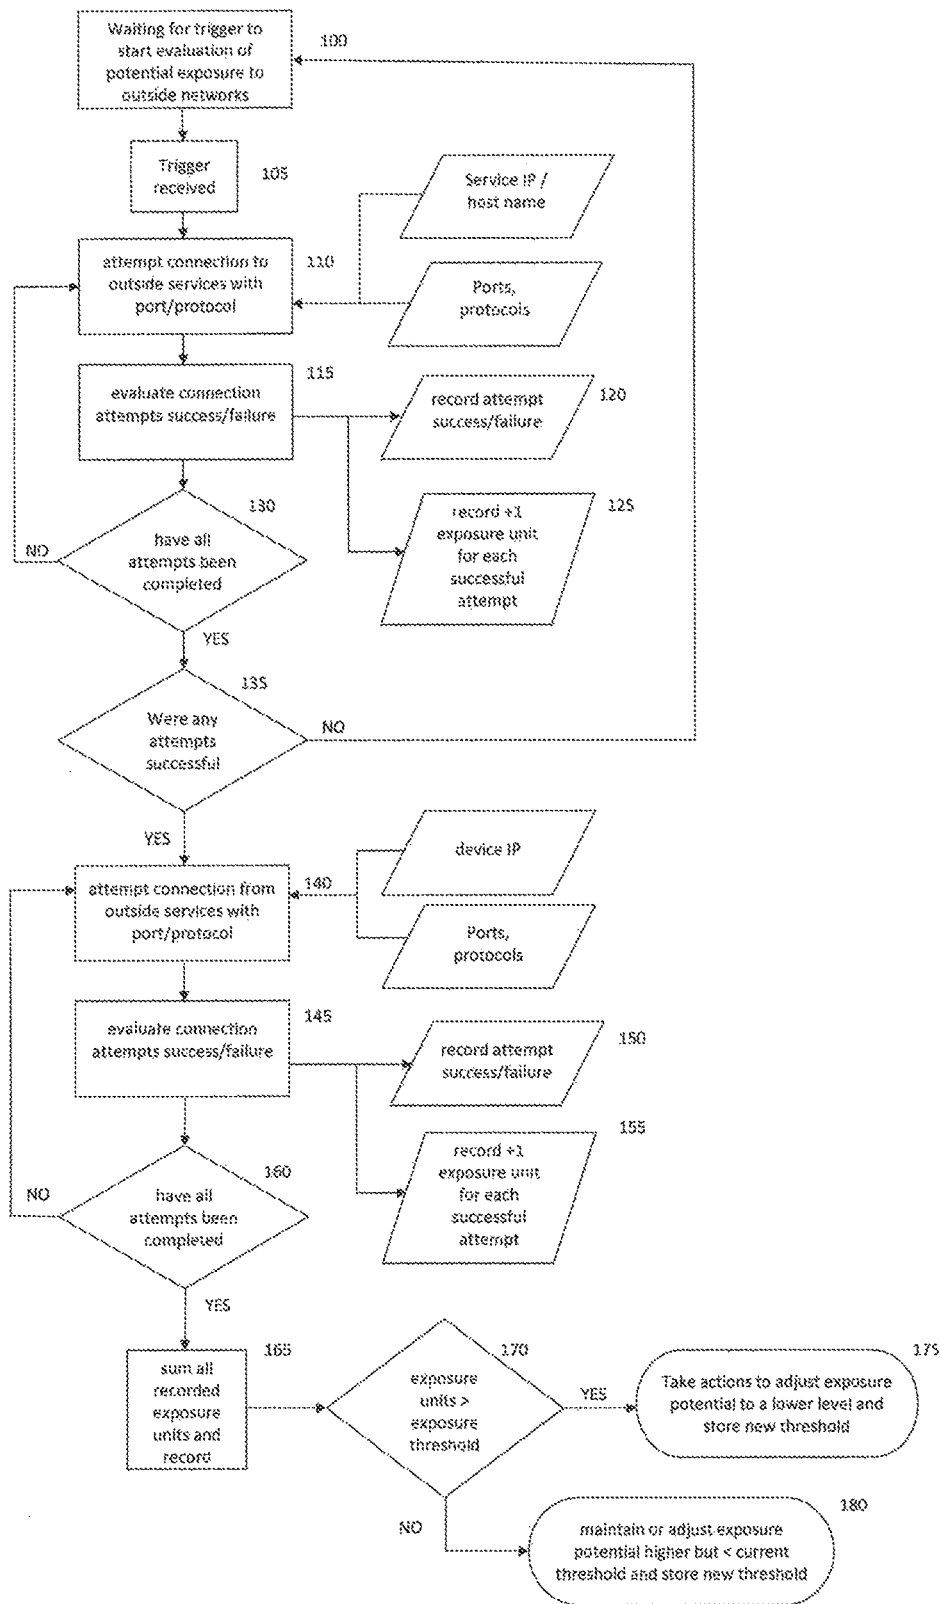 Waiting for trigger to
start evaluation of
potential exposure to
outside networks
100
Trigger
received
105
Service IP /
host name
attempt connection to
outside services with
port/protocol
110
Ports,
protocols
evaluate connection
attempts success/failure
115
record attempt
success/failure
120
record +1
exposure unit
for each
successful
attempt
125
130
have all
attempts been
completed
NO
YES
135
Were any
attempts
successful
NO
YES
device IP
attempt connection from
outside services with
port/protocol
140
Ports,
protocols
evaluate connection
attempts success/failure
145
record attempt
success/failure
150
record +1
exposure unit
for each
successful
attempt
155
160
have all
attempts been
completed
NO
YES
sum all
recorded
exposure
units and
record
165
170
exposure
units >
exposure
threshold
YES
175
Take actions to adjust exposure
potential to a lower level and
store new threshold
NO
180
maintain or adjust exposure
potential higher but < current
threshold and store new threshold